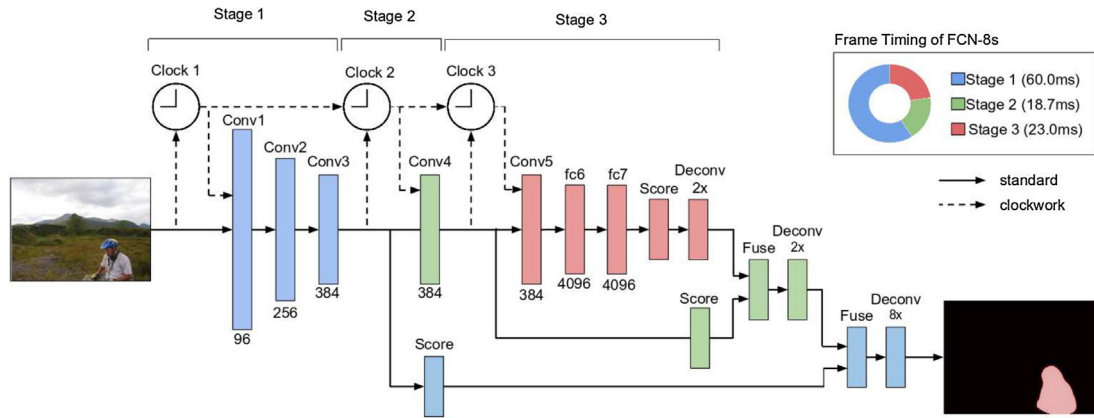 Stage 1
Stage 2
Stage 3
Frame Timing of FCN-8s
Stage 1 (60.0ms)
Stage 2 (18.7ms)
Stage 3 (23.0ms)
standard
clockwork
Clock 1
Clock 2
Clock 3
Conv1
Conv2
Conv3
Conv4
Conv5
fc6
fc7
Score
Deconv
2x
96
256
384
384
384
4096
4096
Fuse
Deconv
2x
Score
Score
Fuse
Deconv
8x